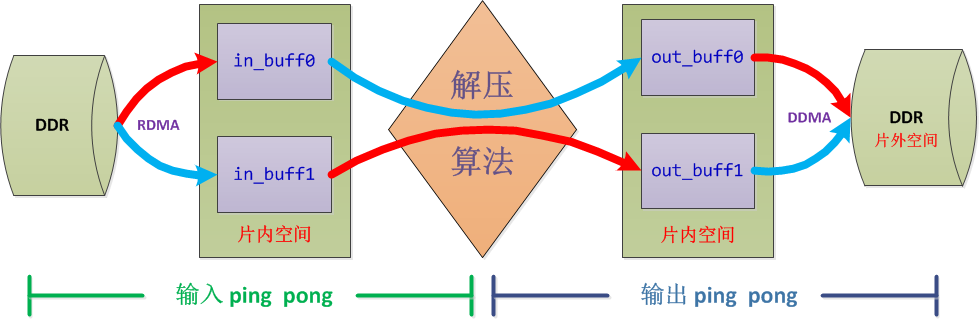 DDR
RDMA
in_buff0
in_buff1
片内空间
解压
算法
out_buff0
out_buff1
片内空间
DDMA
DDR
片外空间
输入 ping pong
输出 ping pong